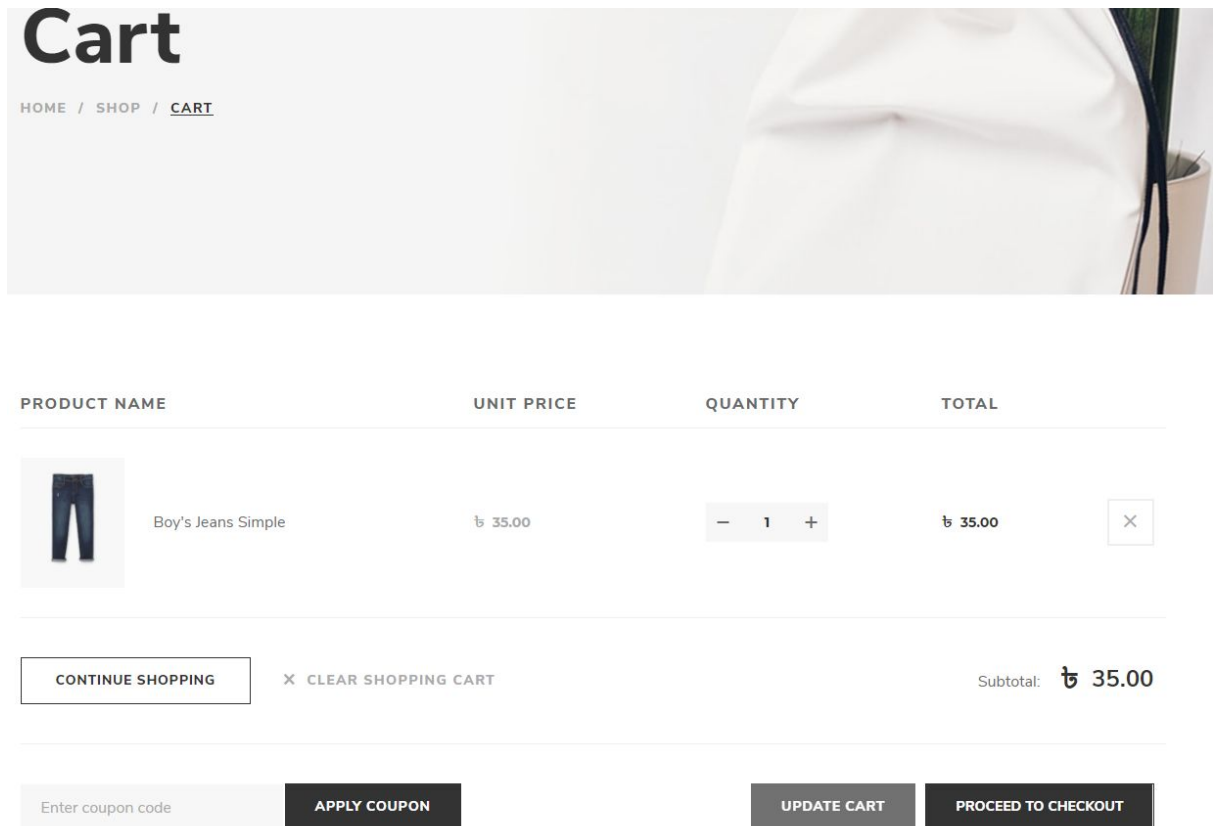 Cart
HOME / SHOP / CART
PRODUCT NAME UNIT PRICE QUANTITY TOTAL
Boy's Jeans Simple ৳ 35.00 − 1 + ৳ 35.00 ×
CONTINUE SHOPPING × CLEAR SHOPPING CART Subtotal: ৳ 35.00
Enter coupon code APPLY COUPON UPDATE CART PROCEED TO CHECKOUT